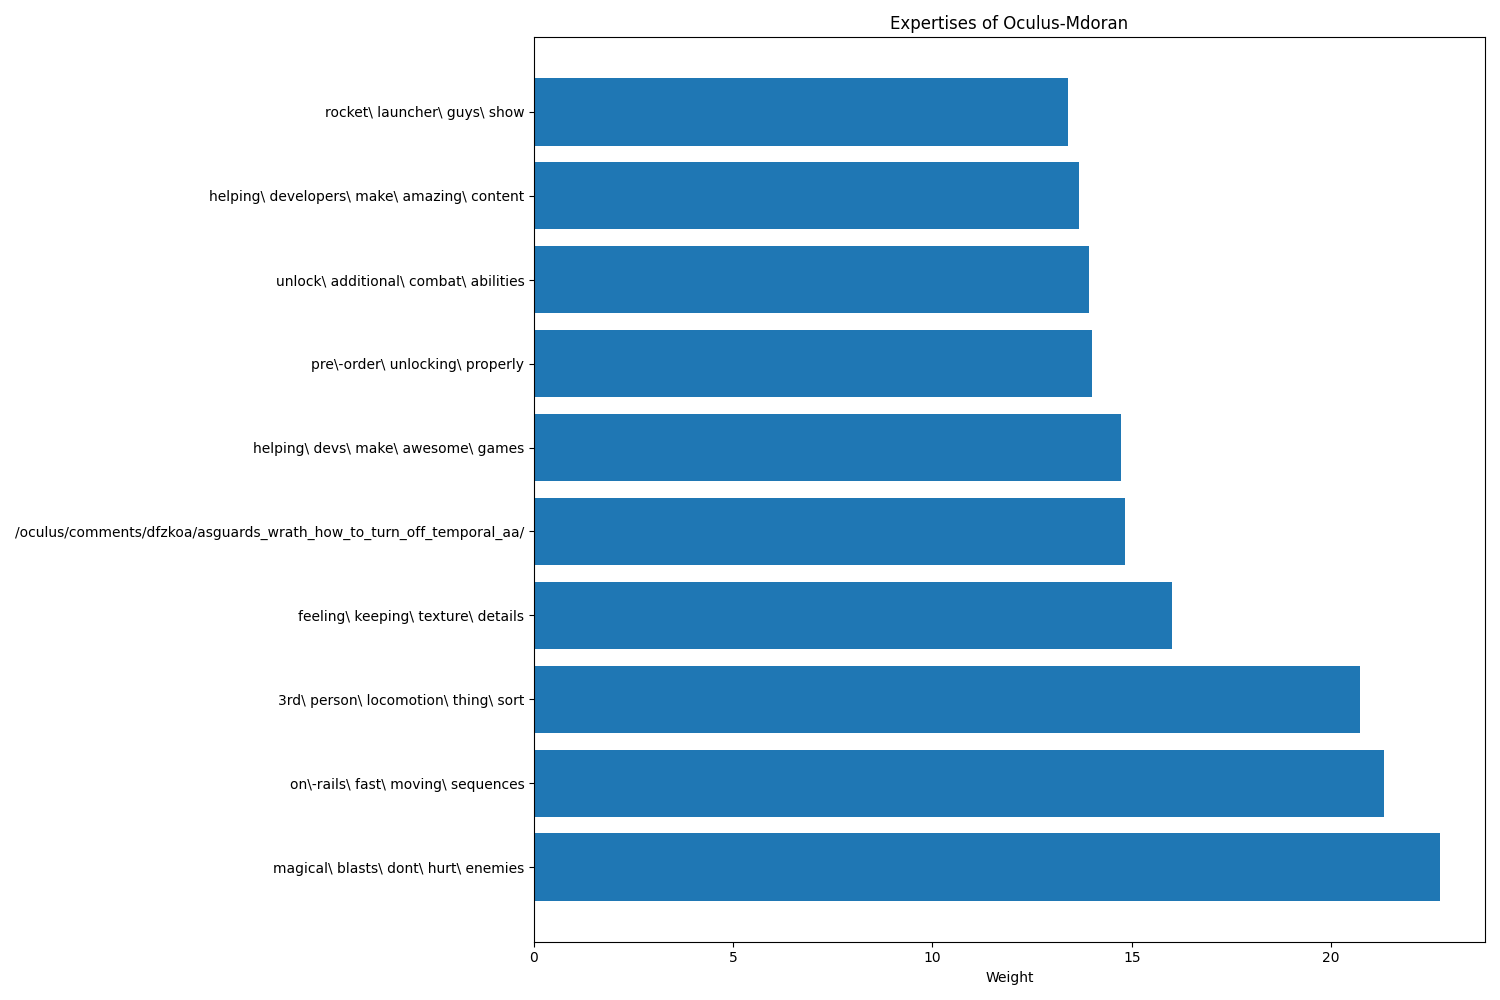 Expertises of Oculus-Mdoran
rocket\ launcher\ guys\ show
helping\ developers\ make\ amazing\ content
unlock\ additional\ combat\ abilities
pre\-order\ unlocking\ properly
helping\ devs\ make\ awesome\ games
/oculus/comments/dfzkoa/asguards_wrath_how_to_turn_off_temporal_aa/
feeling\ keeping\ texture\ details
3rd\ person\ locomotion\ thing\ sort
on\-rails\ fast\ moving\ sequences
magical\ blasts\ dont\ hurt\ enemies
0 5 10 15 20
Weight